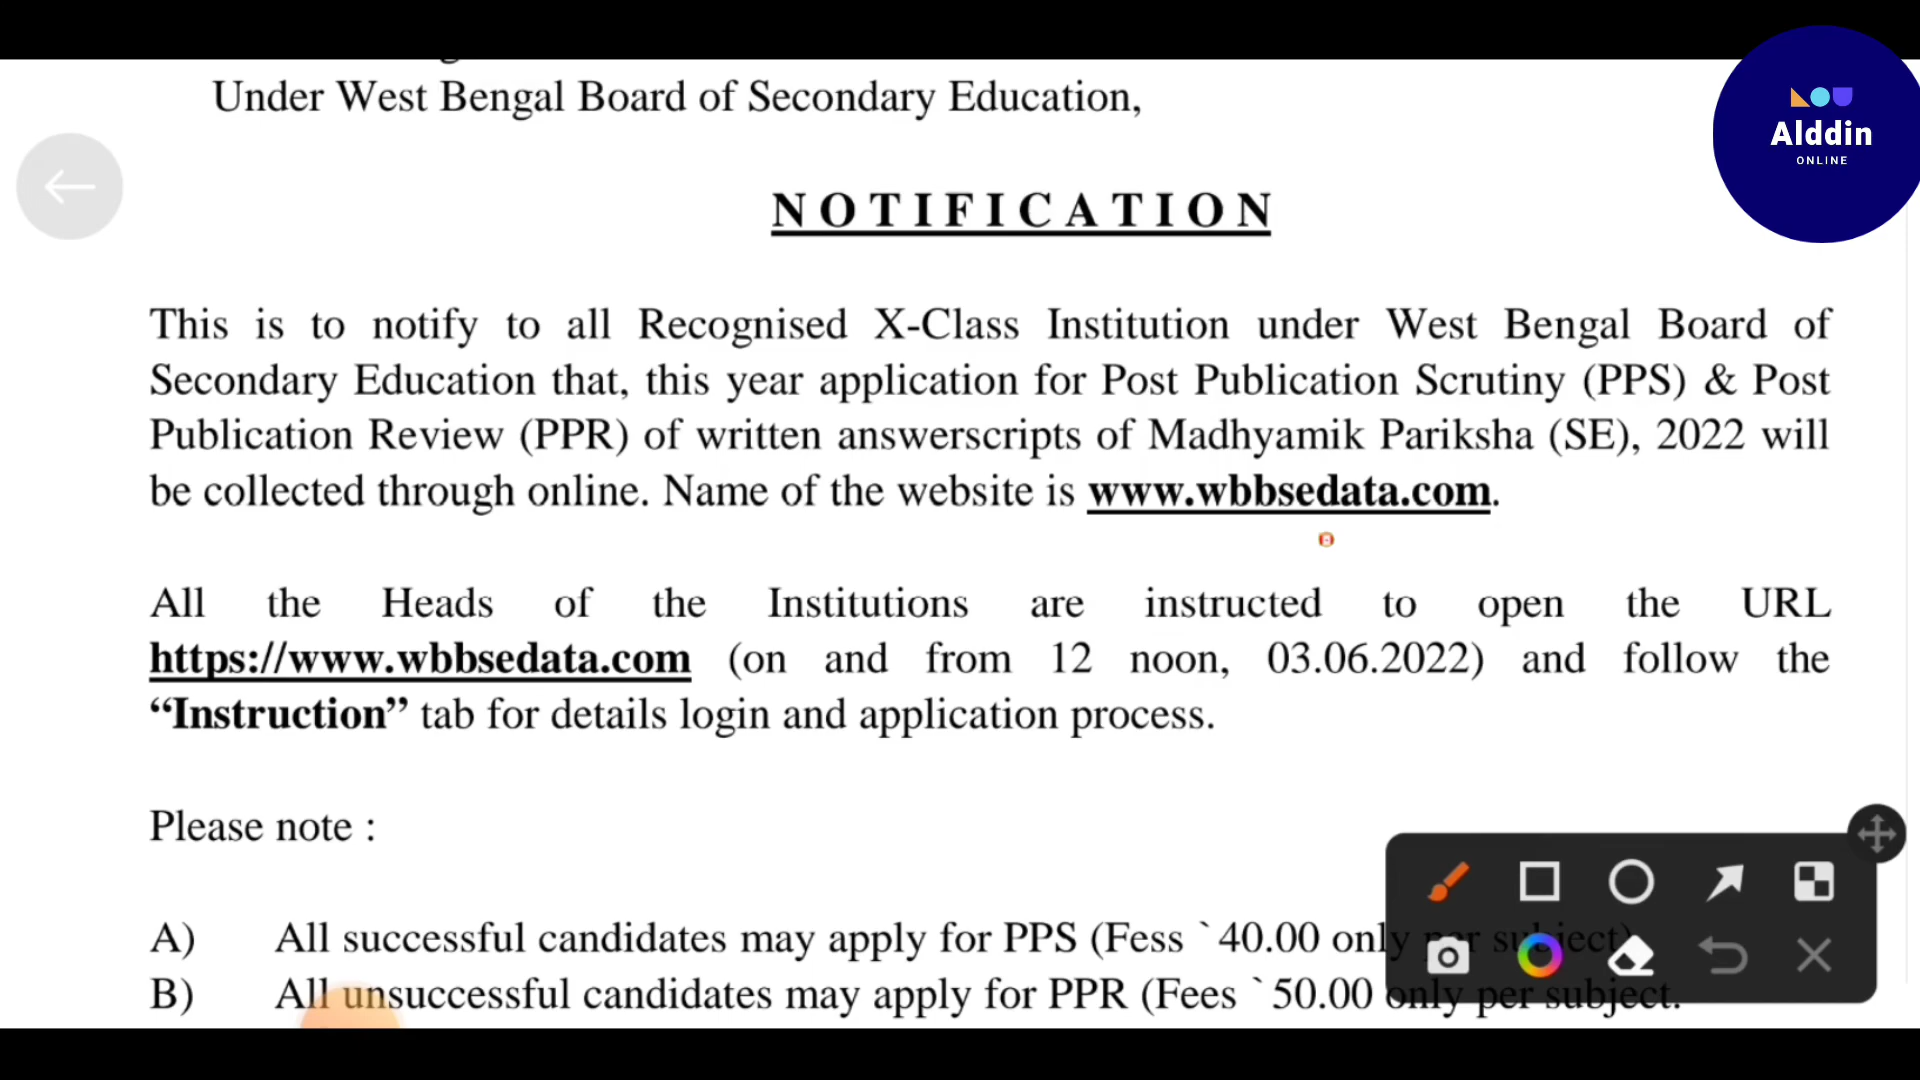 Under West Bengal Board of Secondary Education,
Alddin
ONLINE
NOTIFICATION
This is to notify to all Recognised X-Class Institution under West Bengal Board of
Secondary Education that, this year application for Post Publication Scrutiny (PPS) & Post
Publication Review (PPR) of written answerscripts of Madhyamik Pariksha (SE), 2022 will
be collected through online. Name of the website is www.wbbsedata.com.
All the Heads of the Institutions are instructed to open the URL
https://www.wbbsedata.com (on and from 12 noon, 03.06.2022) and follow the
“Instruction” tab for details login and application process.
Please note :
A) All successful candidates may apply for PPS (Fess `40.00 only per subject)
B) All unsuccessful candidates may apply for PPR (Fees `50.00 only per subject.